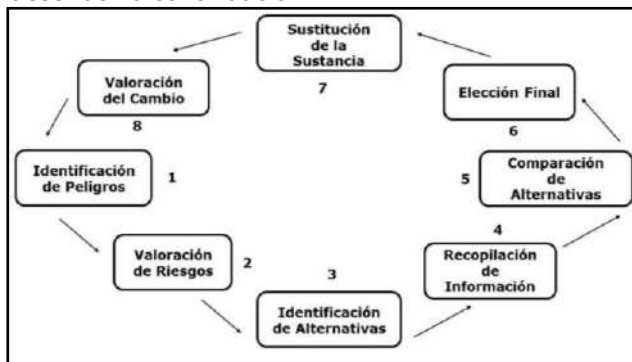 Sustitución
de la
Sustancia
7
Valoración
del Cambio
8
Elección Final
6
Identificación
de Peligros
1
Comparación
de
Alternativas
5
Valoración
de Riesgos
2
3
Identificación
de Alternativas
4
Recopilación
de
Información